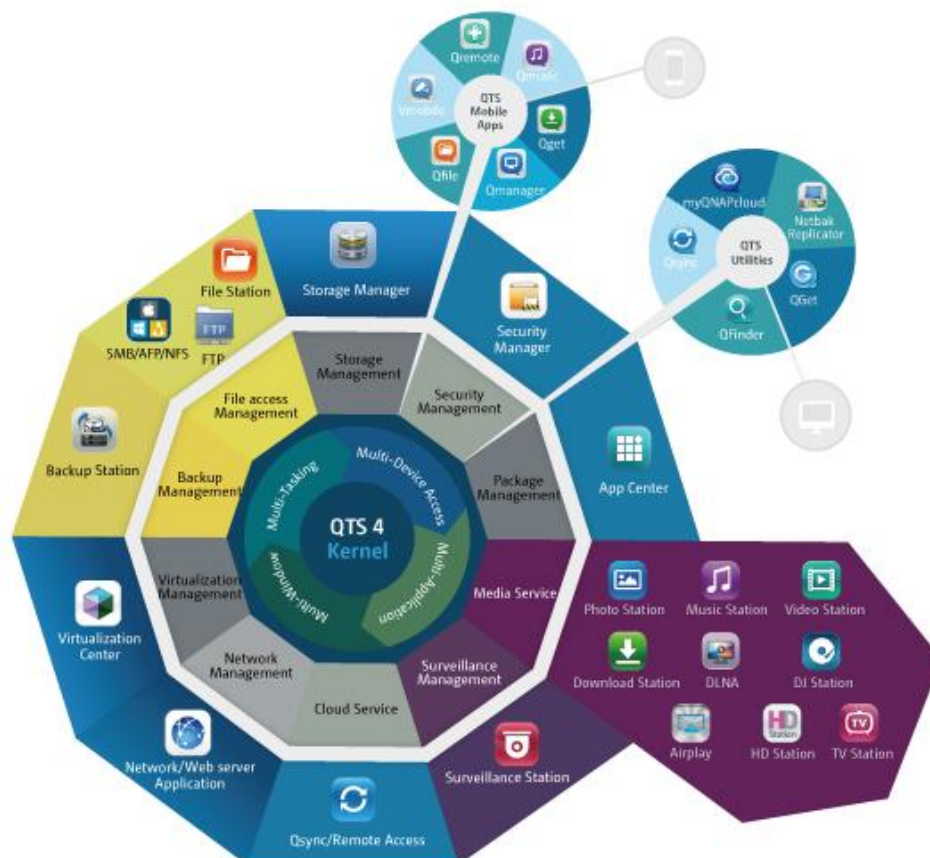 Qremote
Qmusic
QTS
Mobile
Apps
Vmobile
Qget
Qfile
Qmanager
myQNAPcloud
Netbak
Replicator
Qsync
QTS
Utilities
QGet
QFinder
File Station
Storage Manager
SMB/AFP/NFS
FTP
FTP
Security
Manager
Storage
Management
File access
Management
Security
Management
Backup Station
Backup
Management
Multi-Tasking
Multi-Device Access
Package
Management
App Center
QTS 4
Kernel
Multi-Window
Multi-Application
Virtualization
Management
Media Service
Virtualization
Center
Network
Management
Surveillance
Management
Cloud Service
Network/Web server
Application
Qsync/Remote Access
Surveillance Station
Photo Station
Music Station
Video Station
Download Station
DLNA
DJ Station
Airplay
HD
Station
HD Station
TV
TV Station